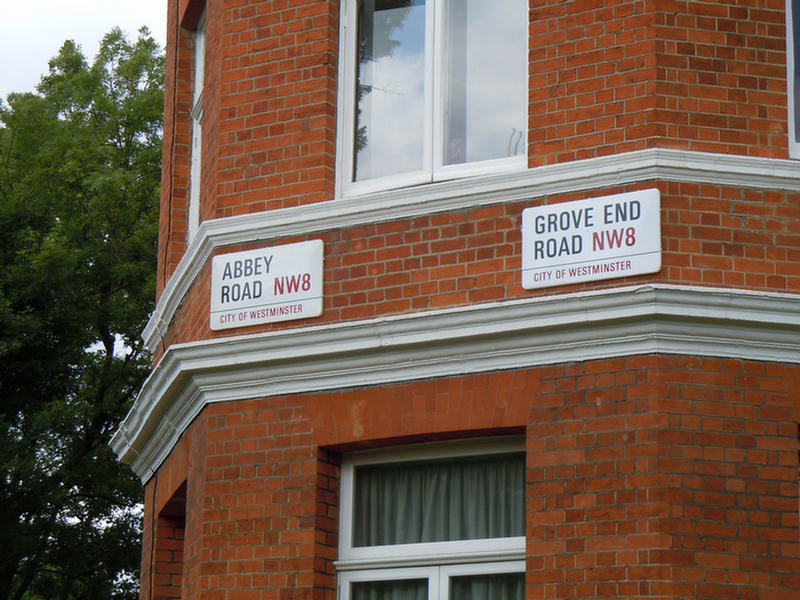 ABBEY
ROAD NW8
CITY OF WESTMINSTER
GROVE END
ROAD NW8
CITY OF WESTMINSTER